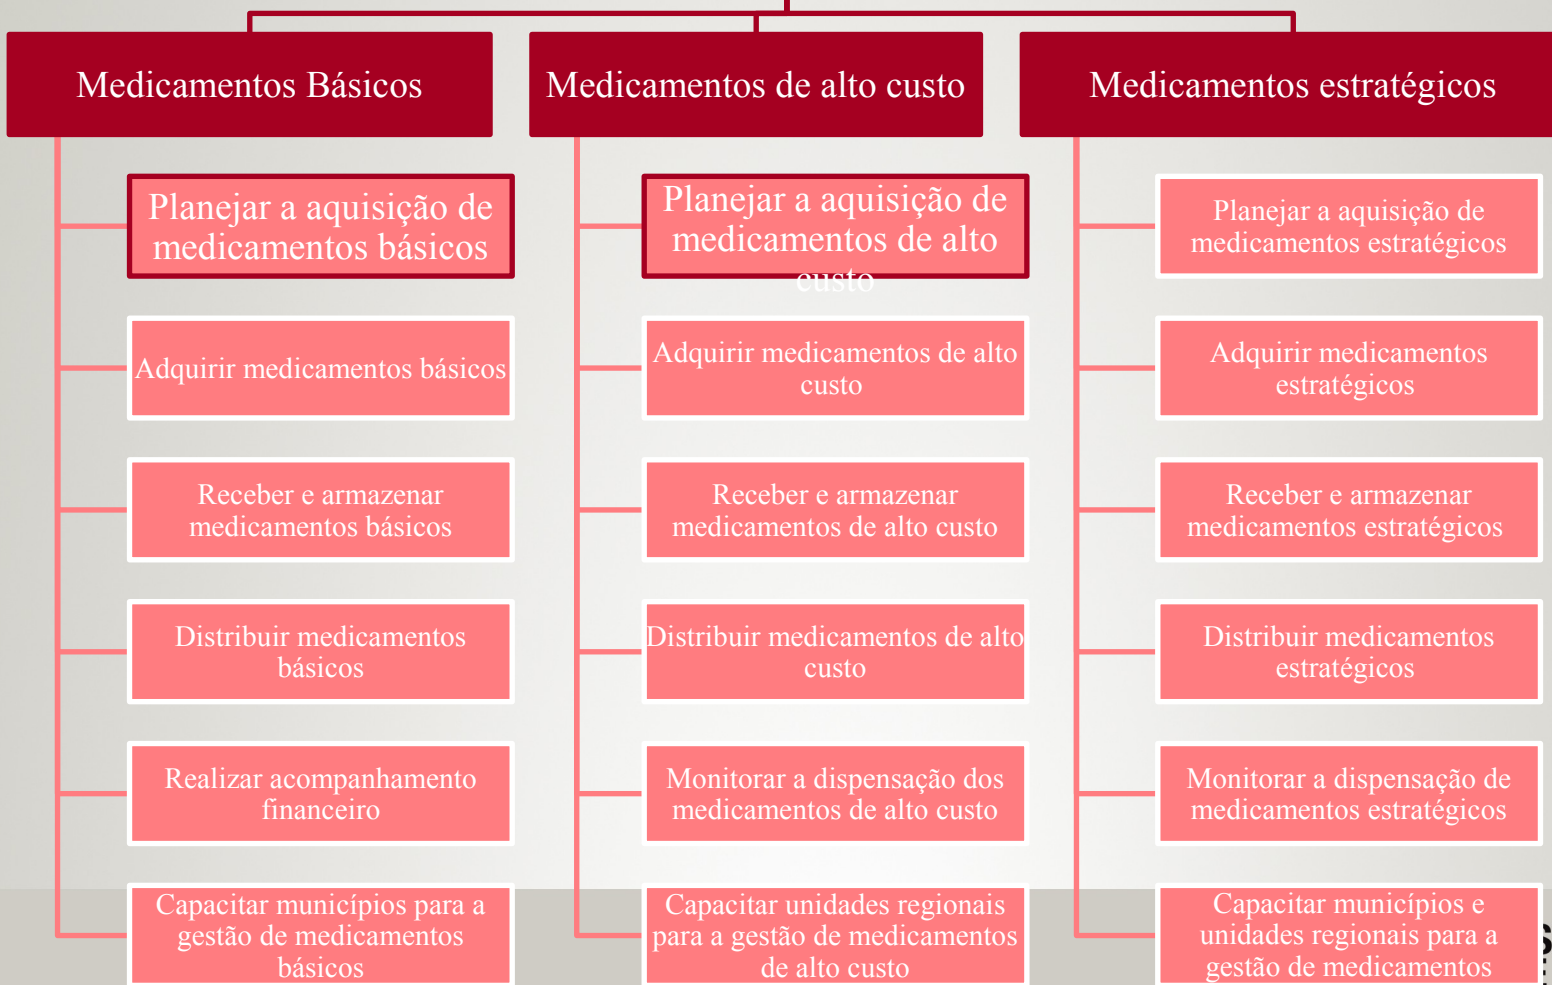 Medicamentos Básicos
Planejar a aquisição de
medicamentos básicos
Adquirir medicamentos básicos
Receber e armazenar
medicamentos básicos
Distribuir medicamentos
básicos
Realizar acompanhamento
financeiro
Capacitar municípios para a
gestão de medicamentos
básicos
Medicamentos de alto custo
Planejar a aquisição de
medicamentos de alto
custo
Adquirir medicamentos de alto
custo
Receber e armazenar
medicamentos de alto custo
Distribuir medicamentos de alto
custo
Monitorar a dispensação dos
medicamentos de alto custo
Capacitar unidades regionais
para a gestão de medicamentos
de alto custo
Medicamentos estratégicos
Planejar a aquisição de
medicamentos estratégicos
Adquirir medicamentos
estratégicos
Receber e armazenar
medicamentos estratégicos
Distribuir medicamentos
estratégicos
Monitorar a dispensação de
medicamentos estratégicos
Capacitar municípios e
unidades regionais para a
gestão de medicamentos